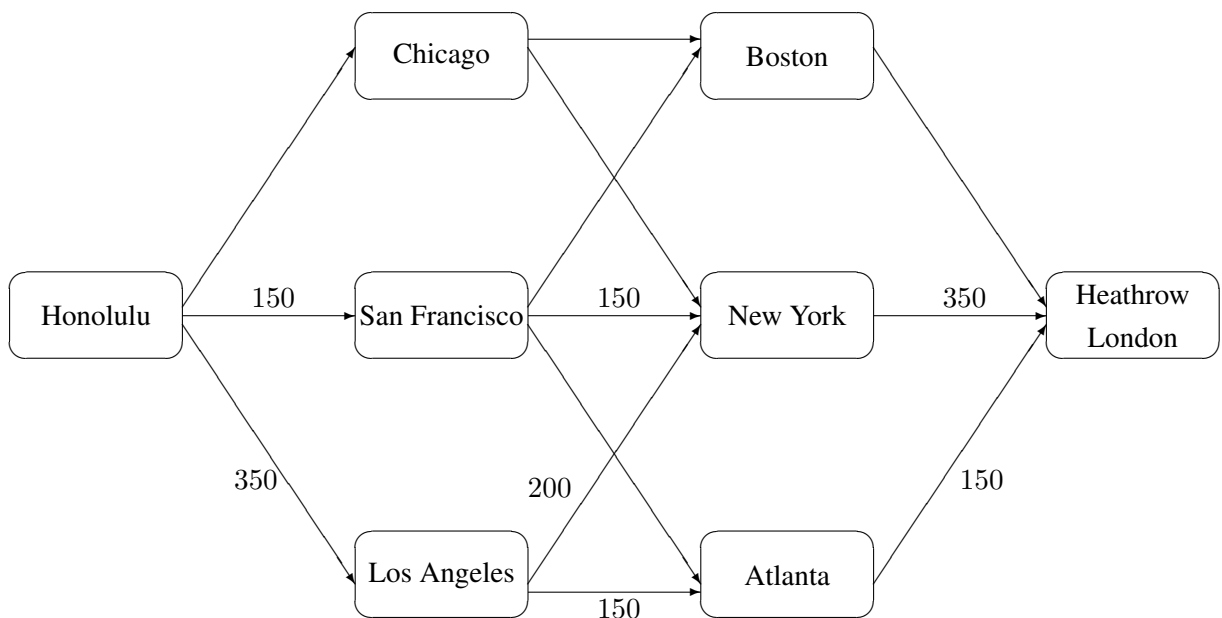 Chicago
Boston
Honolulu
150
San Francisco
150
New York
350
Heathrow
London
350
200
150
Los Angeles
150
Atlanta